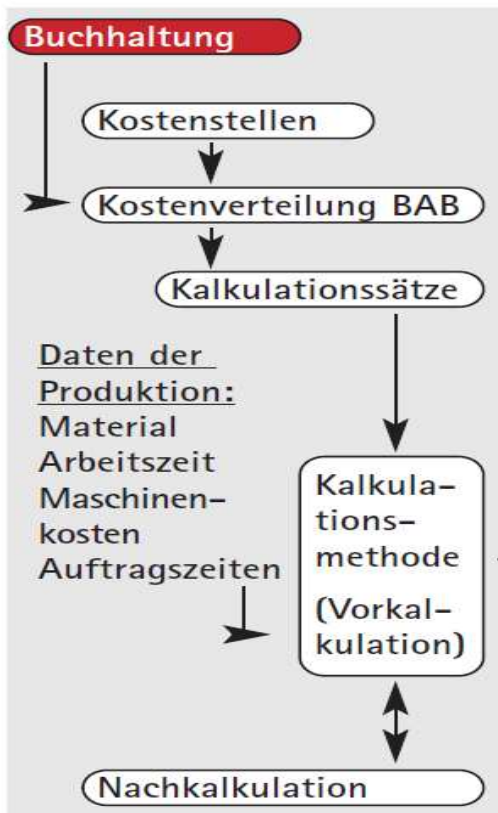 Buchhaltung
Kostenstellen
Kostenverteilung BAB
Kalkulationssätze
Daten der
Produktion:
Material
Arbeitszeit
Maschinen-
kosten
Auftragszeiten
Kalkula-
tions-
methode
(Vorkal-
kulation)
Nachkalkulation